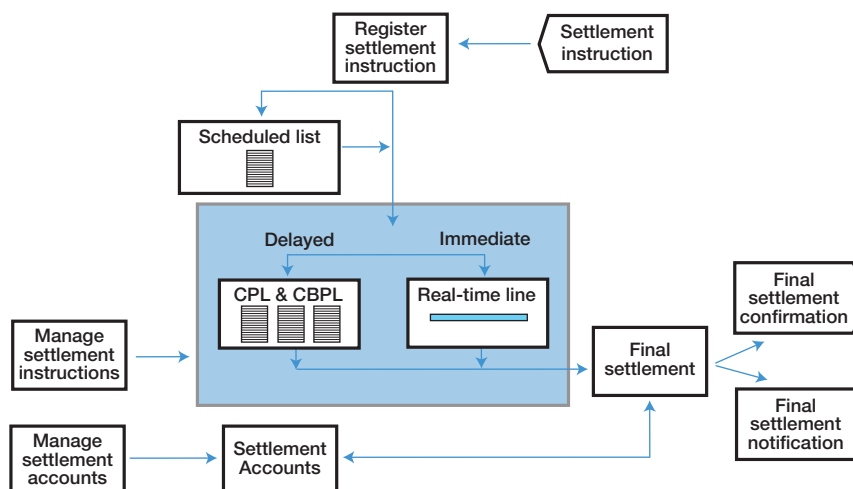 Register
settlement
instruction
Settlement
instruction
Scheduled list
Delayed
Immediate
CPL & CBPL
Real-time line
Manage
settlement
instructions
Final
settlement
Final
settlement
confirmation
Final
settlement
notification
Manage
settlement
accounts
Settlement
Accounts